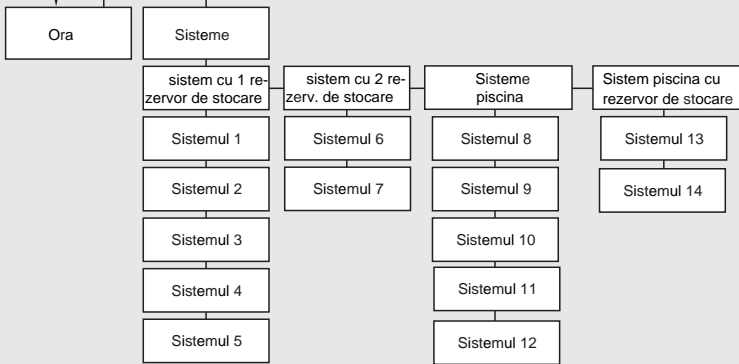 Ora
Sisteme
sistem cu 1 re-
zervor de stocare
sistem cu 2 re-
zerv. de stocare
Sisteme
piscina
Sistem piscina cu
rezervor de stocare
Sistemul 1
Sistemul 2
Sistemul 3
Sistemul 4
Sistemul 5
Sistemul 6
Sistemul 7
Sistemul 8
Sistemul 9
Sistemul 10
Sistemul 11
Sistemul 12
Sistemul 13
Sistemul 14